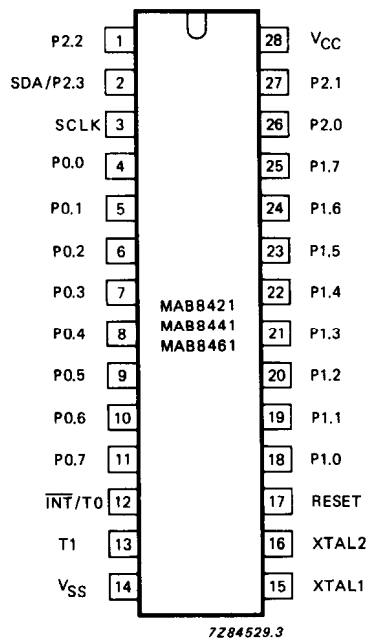 P2.2 1 28 VCC
SDA/P2.3 2 27 P2.1
SCLK 3 26 P2.0
P0.0 4 25 P1.7
P0.1 5 24 P1.6
P0.2 6 23 P1.5
P0.3 7 22 P1.4
MAB8421
MAB8441
MAB8461
P0.4 8 21 P1.3
P0.5 9 20 P1.2
P0.6 10 19 P1.1
P0.7 11 18 P1.0
INT/T0 12 17 RESET
T1 13 16 XTAL2
VSS 14 15 XTAL1
7Z84529.3